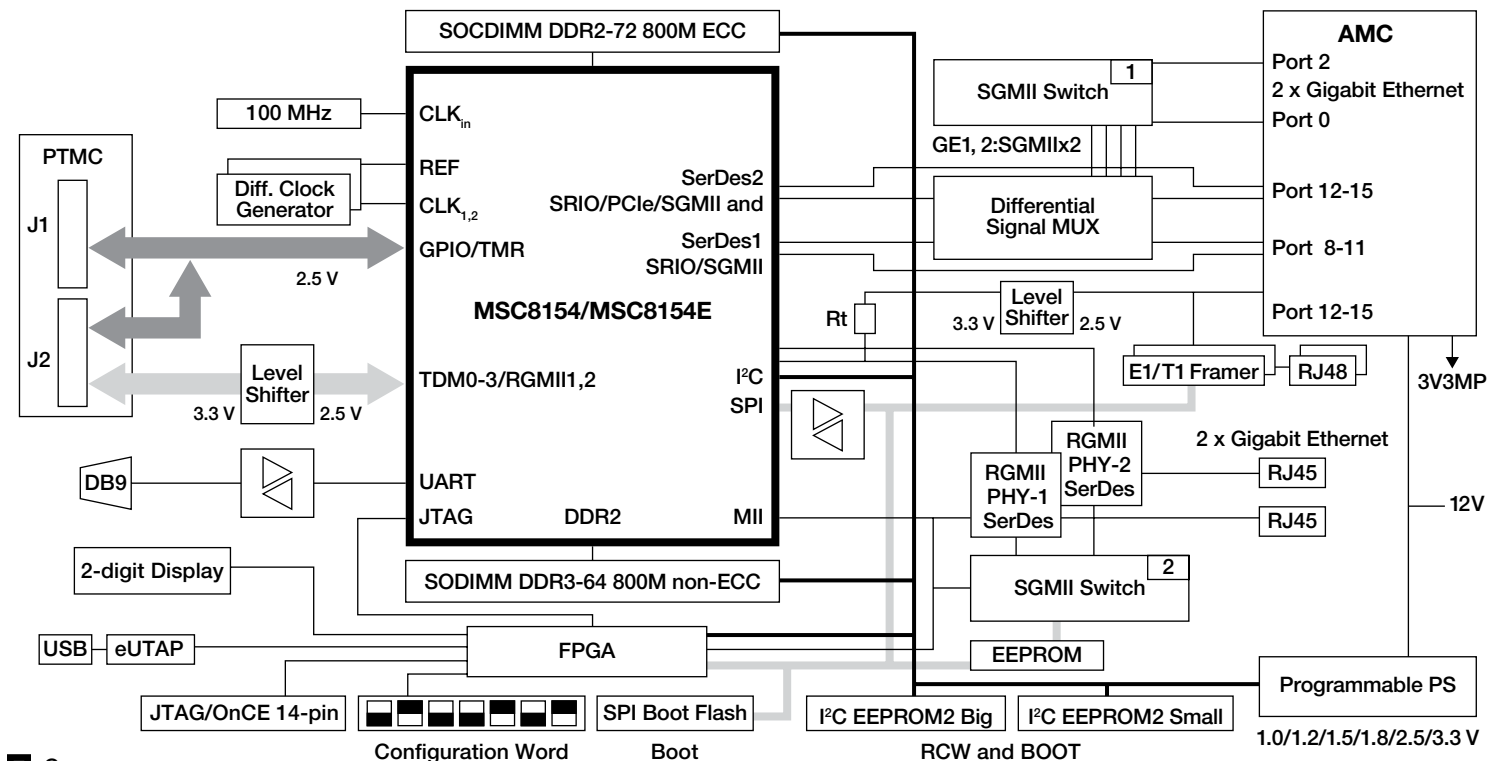 SOCDIMM DDR2-72 800M ECC
AMC
Port 2
2 x Gigabit Ethernet
Port 0
Port 12-15
Port 8-11
Port 12-15
1
SGMII Switch
GE1, 2:SGMIIx2
Differential
Signal MUX
100 MHz
CLKin
REF
CLK1,2
Diff. Clock
Generator
PTMC
J1
J2
GPIO/TMR
2.5 V
SerDes2
SRIO/PCIe/SGMII and
SerDes1
SRIO/SGMII
MSC8154/MSC8154E
Rt
3.3 V
Level
Shifter
2.5 V
3.3 V
Level
Shifter
2.5 V
TDM0-3/RGMII1,2
I²C
SPI
E1/T1 Framer
RJ48
3V3MP
DB9
UART
JTAG
DDR2
MII
RGMII
PHY-2
SerDes
RGMII
PHY-1
SerDes
2 x Gigabit Ethernet
RJ45
RJ45
12V
2-digit Display
SODIMM DDR3-64 800M non-ECC
2
SGMII Switch
USB
eUTAP
FPGA
EEPROM
Programmable PS
1.0/1.2/1.5/1.8/2.5/3.3 V
JTAG/OnCE 14-pin
Configuration Word
SPI Boot Flash
Boot
I²C EEPROM2 Big
I²C EEPROM2 Small
RCW and BOOT